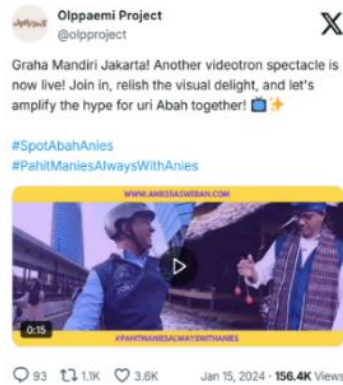 Olppaemi Project
@olpproject
Graha Mandiri Jakarta! Another videotron spectacle is
now live! Join in, relish the visual delight, and let's
amplify the hype for uri Abah together! 📺✨
#SpotAbahAnies
#PahitManiesAlwaysWithAnies
WWW.ANIESBASWEDAN.COM
0:15
#PAHITMANIESALWAYSWITHANIES
93 1.1K 3.6K Jan 15, 2024 · 156.4K Views